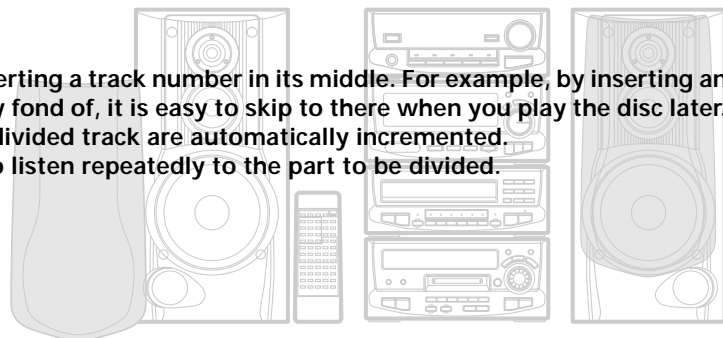 erting a track number in its middle. For example, by inserting an
y fond of, it is easy to skip to there when you play the disc later.
divided track are automatically incremented.
o listen repeatedly to the part to be divided.